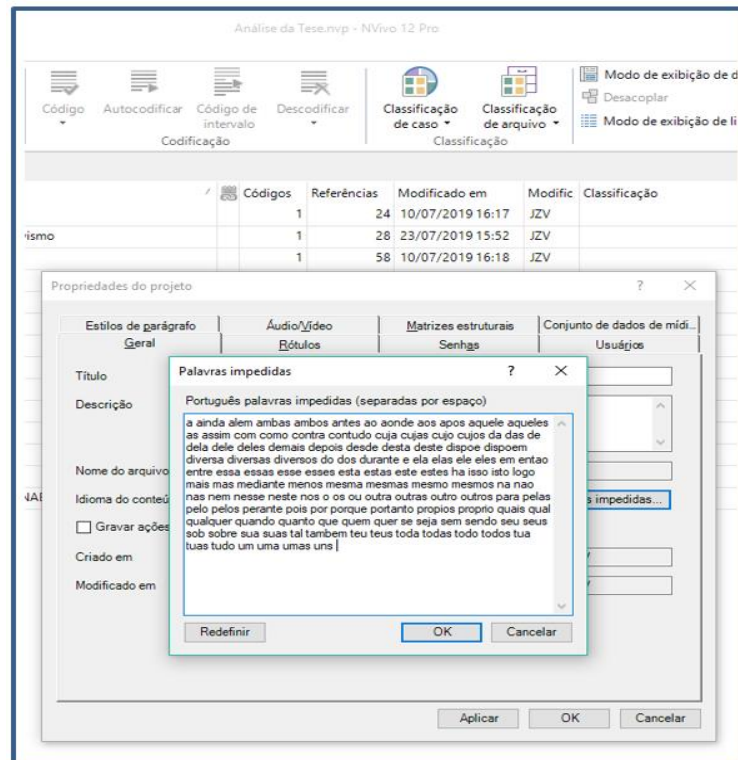 Análise da Tese.nvp - NVivo 12 Pro
Código
Autocodificar
Código de intervalo
Descodificar
Classificação de caso
Classificação de arquivo
Modo de exibição de d
Desacoplar
Modo de exibição de li
Codificação
Classificação
Códigos Referências Modificado em Modific Classificação
1 24 10/07/2019 16:17 JZV
ismo 1 28 23/07/2019 15:52 JZV
1 58 10/07/2019 16:18 JZV
Propriedades do projeto ? ×
Estilos de parágrafo Áudio/Vídeo Matrizes estruturais Conjunto de dados de mídi...
Geral Rótulos Senhas Usuários
Título
Descrição
Nome do arquivo
Idioma do conteú
s impedidas...
Gravar ações
Criado em
Modificado em
Palavras impedidas ? ×
Português palavras impedidas (separadas por espaço)
a ainda alem ambas ambos antes ao aonde aos apos aquele aqueles
as assim com como contra contudo cuja cujas cujo cujos da das de
dela dele deles demais depois desde desta deste dispoe dispoem
diversa diversas diversos do dos durante e ela elas ele eles em entao
entre essa essas esse esses esta estas este estes ha isso isto logo
mais mas mediante menos mesma mesmas mesmo mesmos na nao
nas nem nesse neste nos o os ou outra outras outro outros para pelas
pelo pelos perante pois por porque portanto propios proprio quais qual
qualquer quando quanto que quem quer se seja sem sendo seu seus
sob sobre sua suas tal tambem teu teus toda todas todo todos tua
tuas tudo um uma umas uns
Redefinir OK Cancelar
Aplicar OK Cancelar